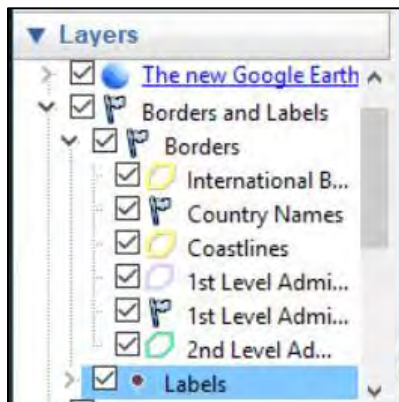 Layers
The new Google Earth
Borders and Labels
Borders
International B...
Country Names
Coastlines
1st Level Admi...
1st Level Admi...
2nd Level Ad...
Labels